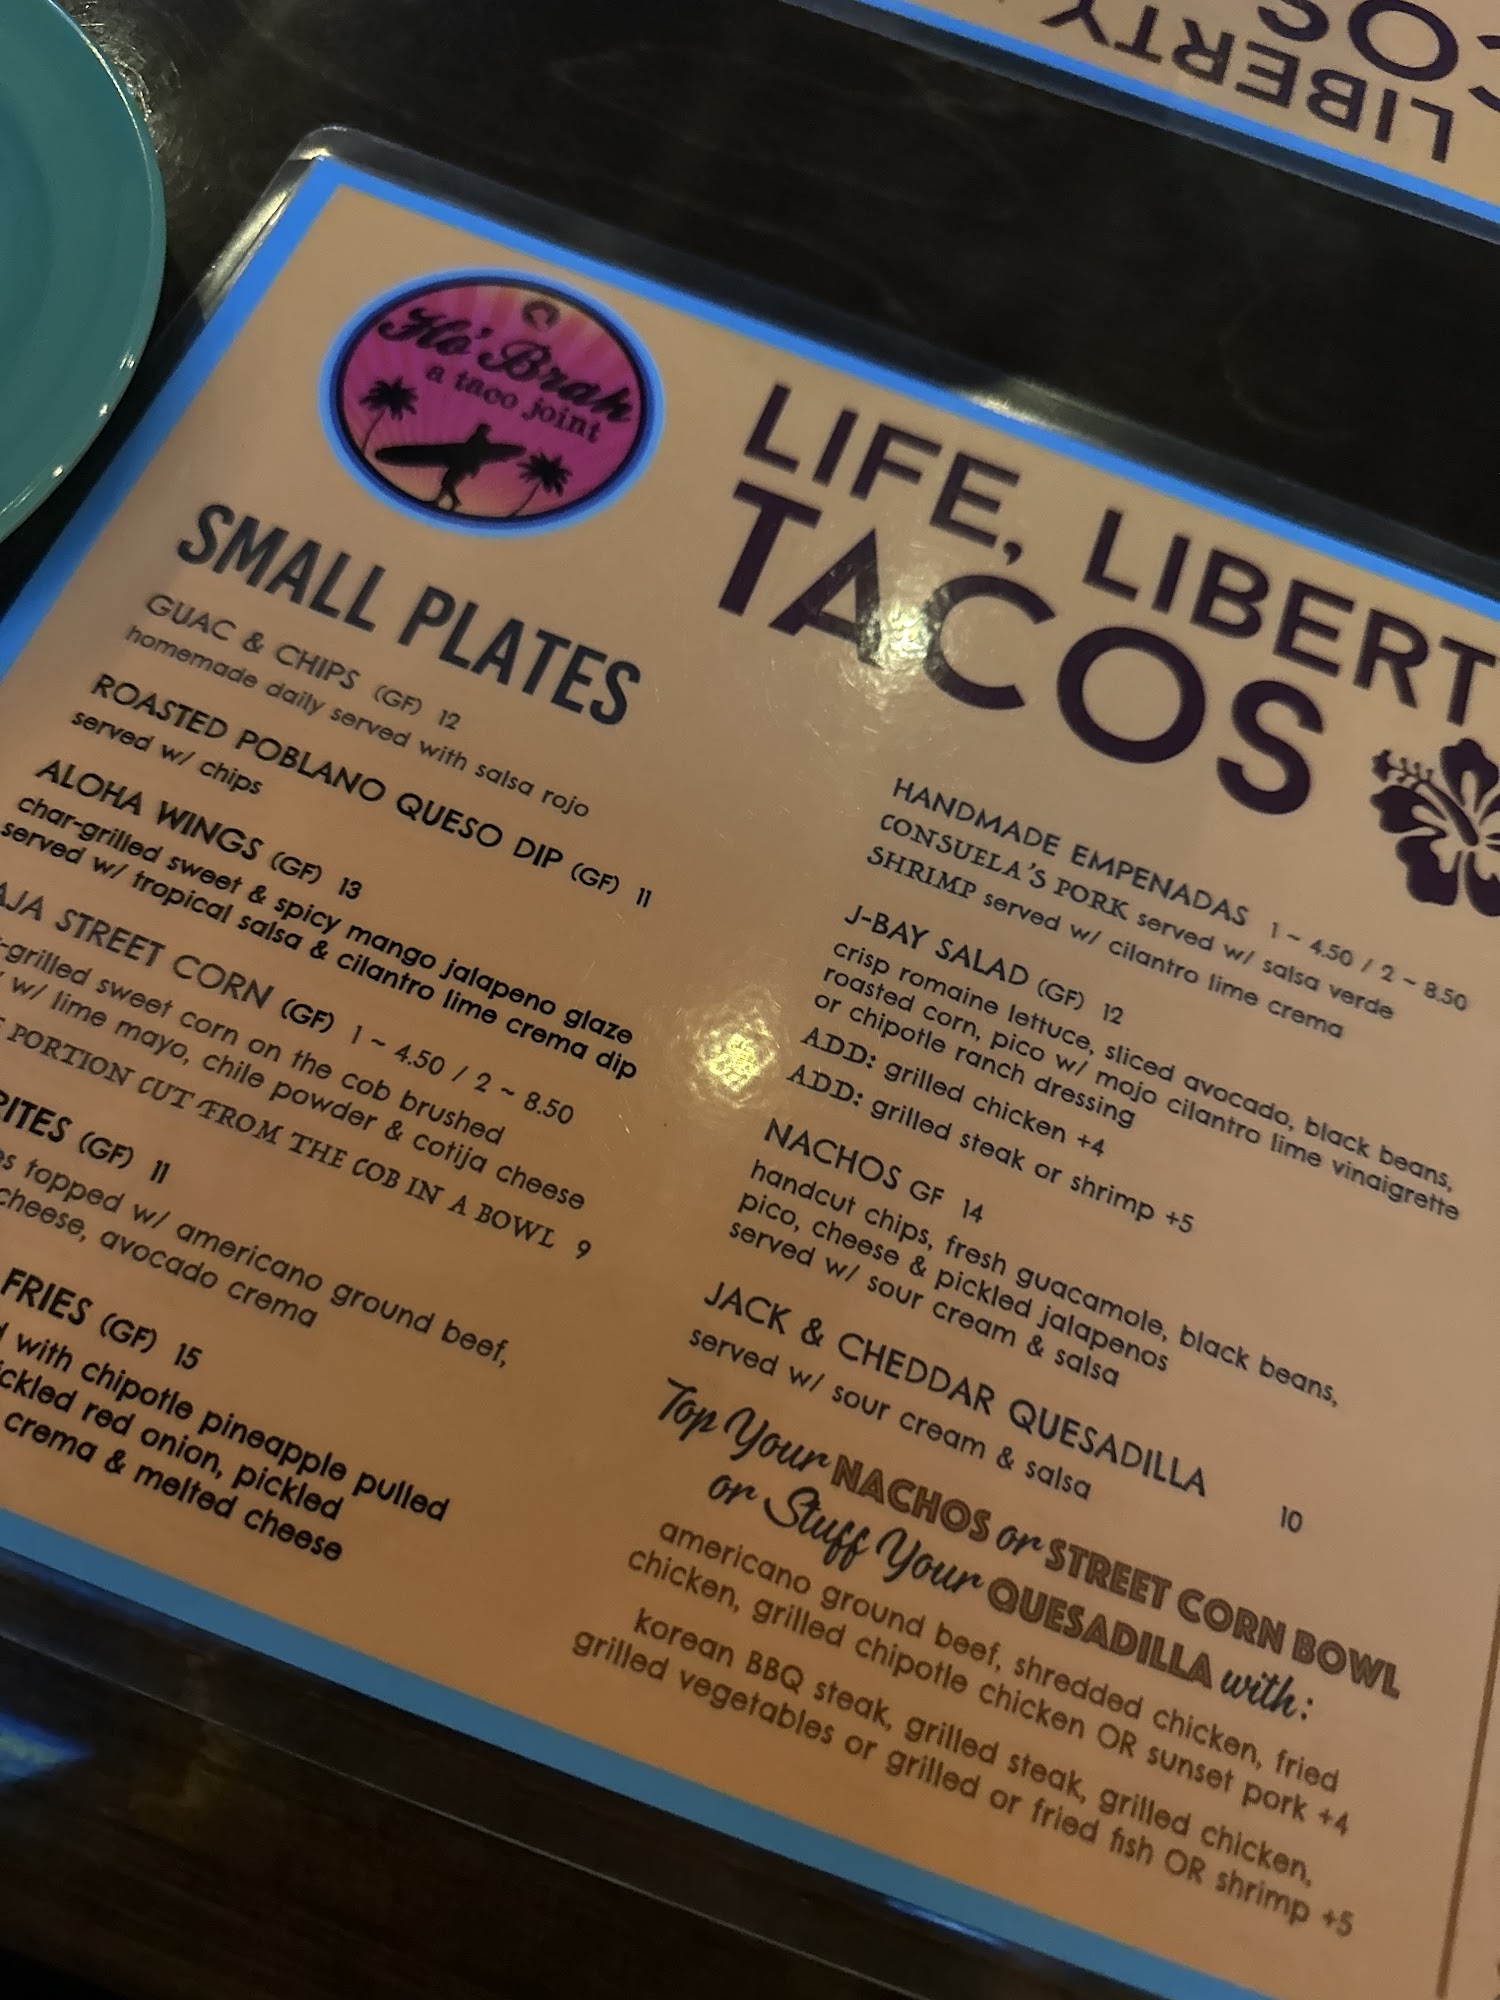 LIBERTY
COS
Ho'Brah
a taco joint
LIFE, LIBERT
TACOS
SMALL PLATES
GUAC & CHIPS (GF) 12
homemade daily served with salsa rojo
ROASTED POBLANO QUESO DIP (GF) 11
served w/ chips
ALOHA WINGS (GF) 13
char-grilled sweet & spicy mango jalapeno glaze
served w/ tropical salsa & cilantro lime crema dip
AJA STREET CORN (GF) 1 ~ 4.50 / 2 ~ 8.50
-grilled sweet corn on the cob brushed
w/ lime mayo, chile powder & cotija cheese
PORTION CUT FROM THE COB IN A BOWL 9
RITES (GF) 11
es topped w/ americano ground beef,
cheese, avocado crema
FRIES (GF) 15
d with chipotle pineapple pulled
ickled red onion, pickled
crema & melted cheese
HANDMADE EMPENADAS 1 ~ 4.50 / 2 ~ 8.50
CONSUELA'S PORK served w/ salsa verde
SHRIMP served w/ cilantro lime crema
J-BAY SALAD (GF) 12
crisp romaine lettuce, sliced avocado, black beans,
roasted corn, pico w/ mojo cilantro lime vinaigrette
or chipotle ranch dressing
ADD: grilled chicken +4
ADD: grilled steak or shrimp +5
NACHOS GF 14
handcut chips, fresh guacamole, black beans,
pico, cheese & pickled jalapenos
served w/ sour cream & salsa
JACK & CHEDDAR QUESADILLA 10
served w/ sour cream & salsa
Top Your NACHOS or STREET CORN BOWL
or Stuff Your QUESADILLA with:
americano ground beef, shredded chicken, fried
chicken, grilled chipotle chicken OR sunset pork +4
korean BBQ steak, grilled steak, grilled chicken,
grilled vegetables or grilled or fried fish OR shrimp +5